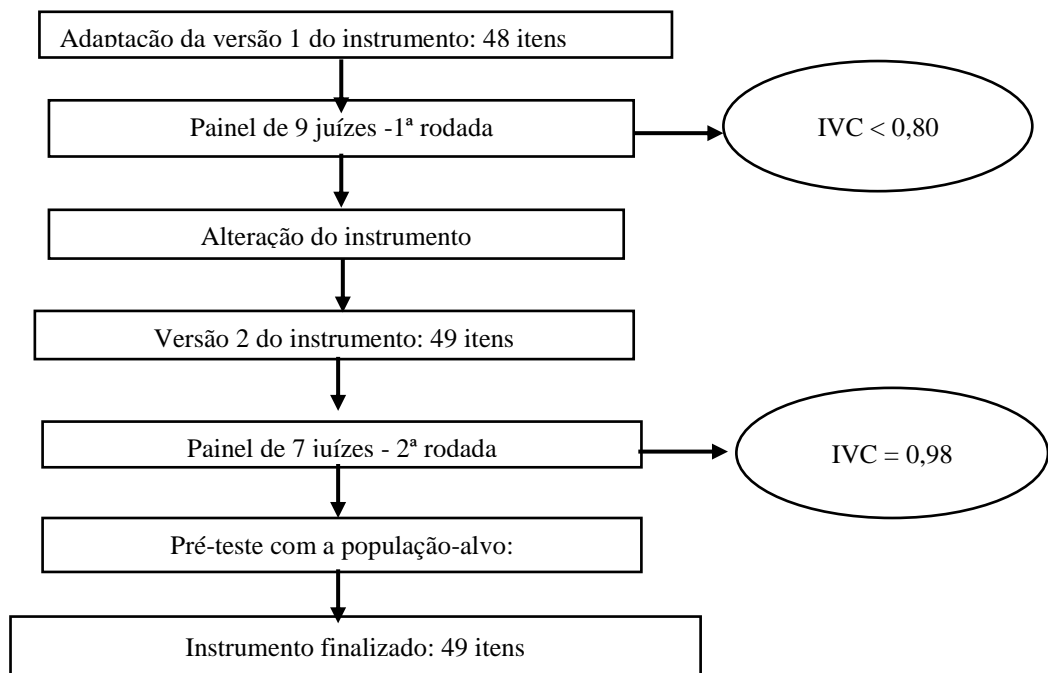 Adaptação da versão 1 do instrumento: 48 itens
Painel de 9 juízes -1ª rodada
IVC < 0,80
Alteração do instrumento
Versão 2 do instrumento: 49 itens
Painel de 7 juízes - 2ª rodada
IVC = 0,98
Pré-teste com a população-alvo:
Instrumento finalizado: 49 itens